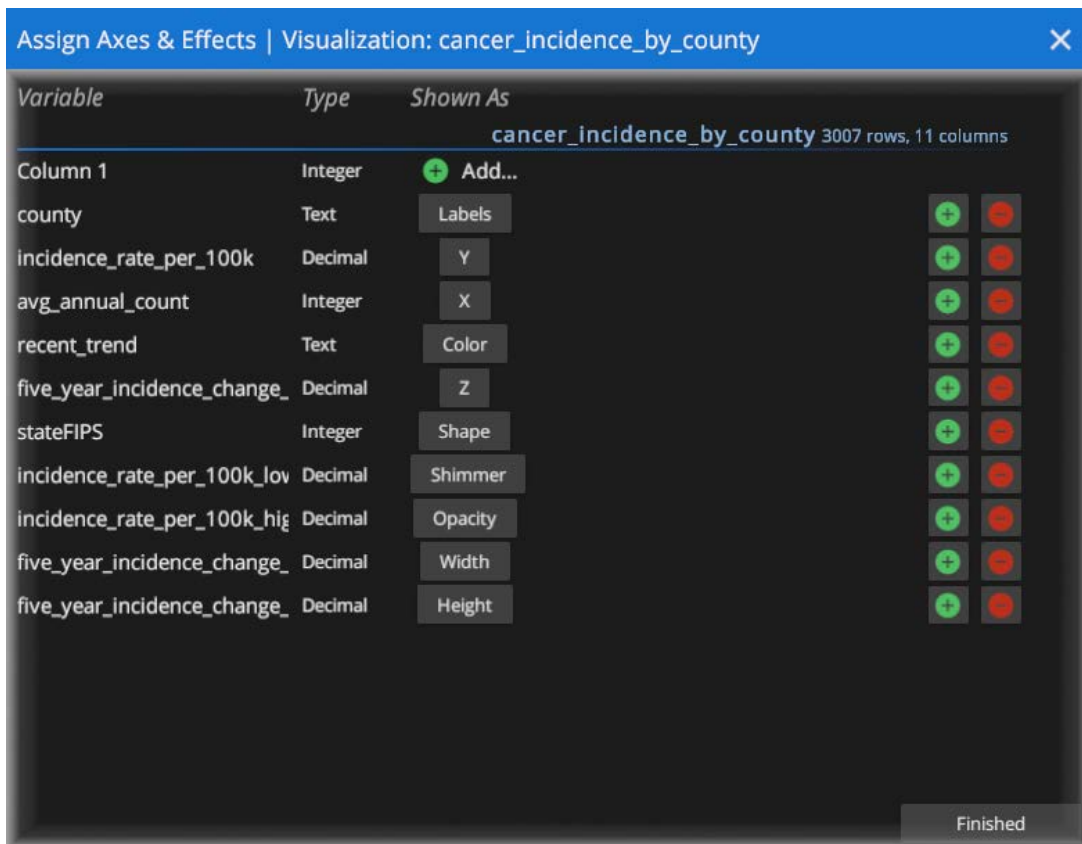 Assign Axes & Effects | Visualization: cancer_incidence_by_county
Variable Type Shown As
cancer_incidence_by_county 3007 rows, 11 columns
Column 1 Integer Add...
county Text Labels
incidence_rate_per_100k Decimal Y
avg_annual_count Integer X
recent_trend Text Color
five_year_incidence_change_ Decimal Z
stateFIPS Integer Shape
incidence_rate_per_100k_lov Decimal Shimmer
incidence_rate_per_100k_hig Decimal Opacity
five_year_incidence_change_ Decimal Width
five_year_incidence_change_ Decimal Height
Finished